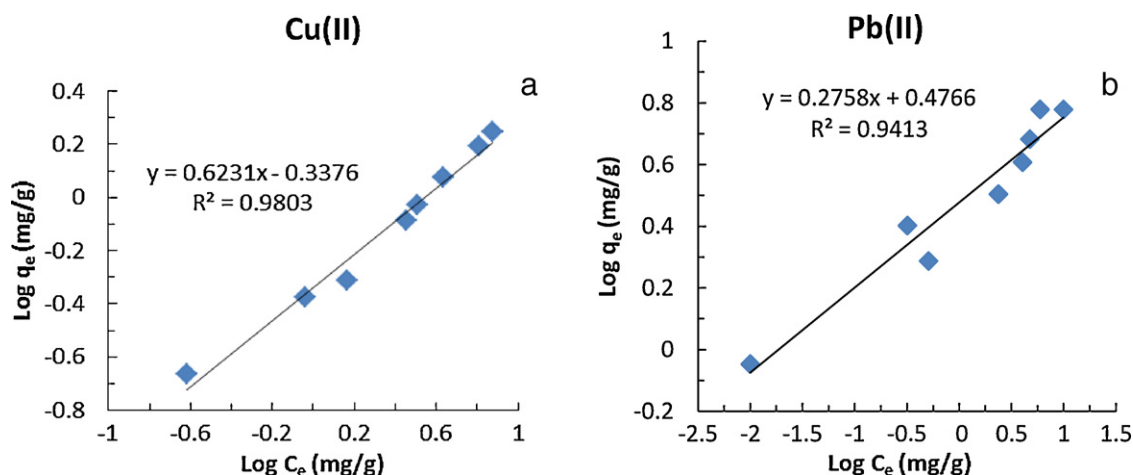 Cu(II)
a
0.4
0.2
0
-0.2
-0.4
-0.6
-0.8
-1
-0.6
-0.2
0.2
0.6
1
y = 0.6231x - 0.3376
R² = 0.9803
Log qe (mg/g)
Log Ce (mg/g)
Pb(II)
b
1
0.8
0.6
0.4
0.2
0
-0.2
-2.5
-2
-1.5
-1
-0.5
0
0.5
1
1.5
y = 0.2758x + 0.4766
R² = 0.9413
Log qe (mg/g)
Log Ce (mg/g)